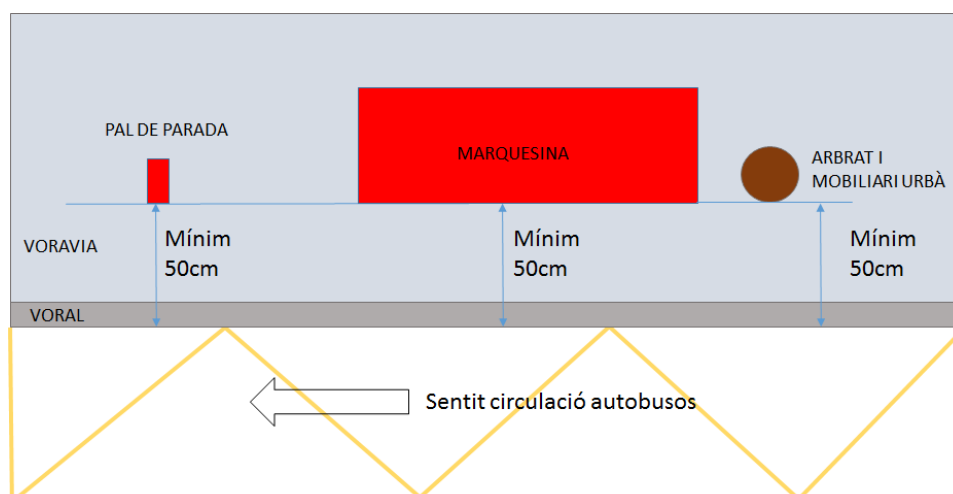 PAL DE PARADA
MARQUESINA
ARBRAT I
MOBILIARI URBÀ
VORAVIA
Mínim
50cm
Mínim
50cm
Mínim
50cm
VORAL
Sentit circulació autobusos